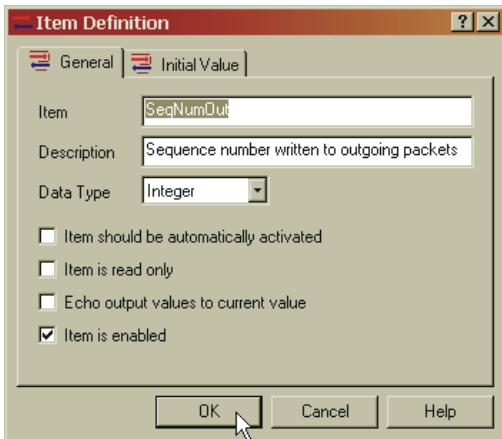 Item Definition
General
Initial Value
Item
SeqNumOut
Description
Sequence number written to outgoing packets
Data Type
Integer
Item should be automatically activated
Item is read only
Echo output values to current value
Item is enabled
OK
Cancel
Help